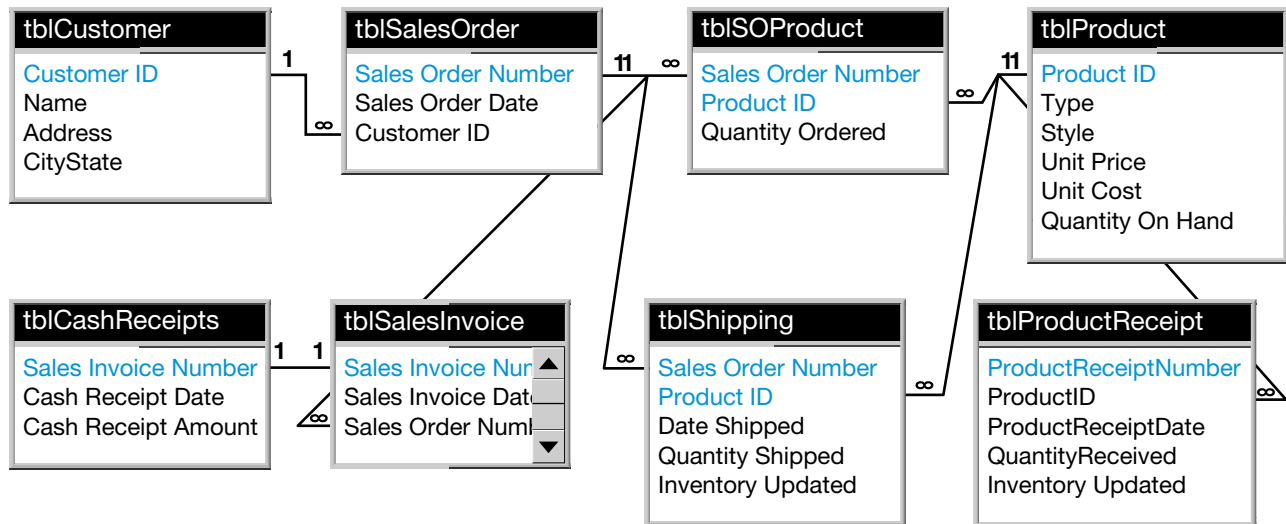 tblCustomer
Customer ID
Name
Address
CityState
1
∞
tblSalesOrder
Sales Order Number
Sales Order Date
Customer ID
11
∞
tblSOProduct
Sales Order Number
Product ID
Quantity Ordered
∞
11
tblProduct
Product ID
Type
Style
Unit Price
Unit Cost
Quantity On Hand
tblCashReceipts
Sales Invoice Number
Cash Receipt Date
Cash Receipt Amount
1
1
∞
tblSalesInvoice
Sales Invoice Num
Sales Invoice Date
Sales Order Numb
∞
tblShipping
Sales Order Number
Product ID
Date Shipped
Quantity Shipped
Inventory Updated
∞
tblProductReceipt
ProductReceiptNumber
ProductID
ProductReceiptDate
QuantityReceived
Inventory Updated
∞